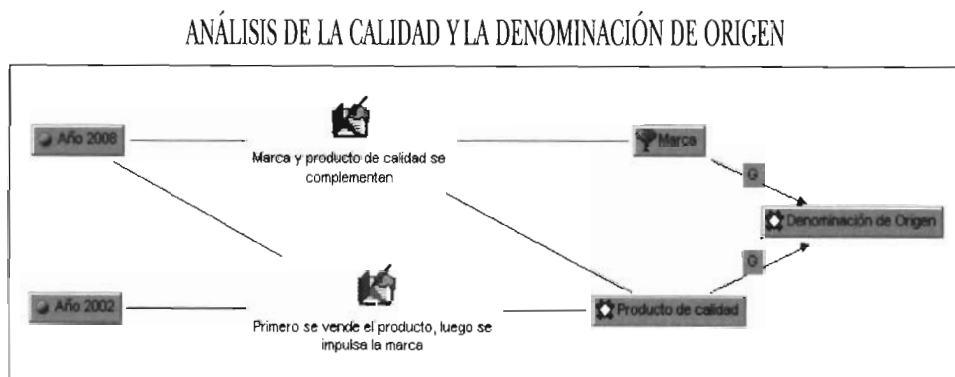 ANÁLISIS DE LA CALIDAD Y LA DENOMINACIÓN DE ORIGEN
Año 2008
Marca y producto de calidad se
complementan
Marca
G
Denominación de Origen
G
Año 2002
Primero se vende el producto, luego se
impulsa la marca
Producto de calidad